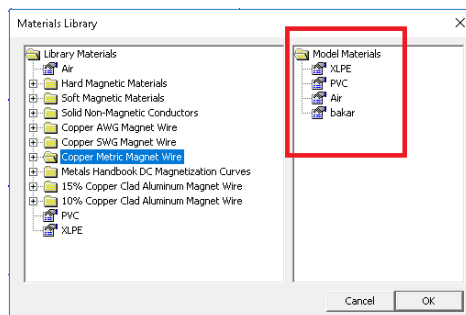 Materials Library
Library Materials
Air
Hard Magnetic Materials
Soft Magnetic Materials
Solid Non-Magnetic Conductors
Copper AWG Magnet Wire
Copper SWG Magnet Wire
Copper Metric Magnet Wire
Metals Handbook DC Magnetization Curves
15% Copper Clad Aluminum Magnet Wire
10% Copper Clad Aluminum Magnet Wire
PVC
XLPE
Model Materials
XLPE
PVC
Air
bakar
Cancel
OK